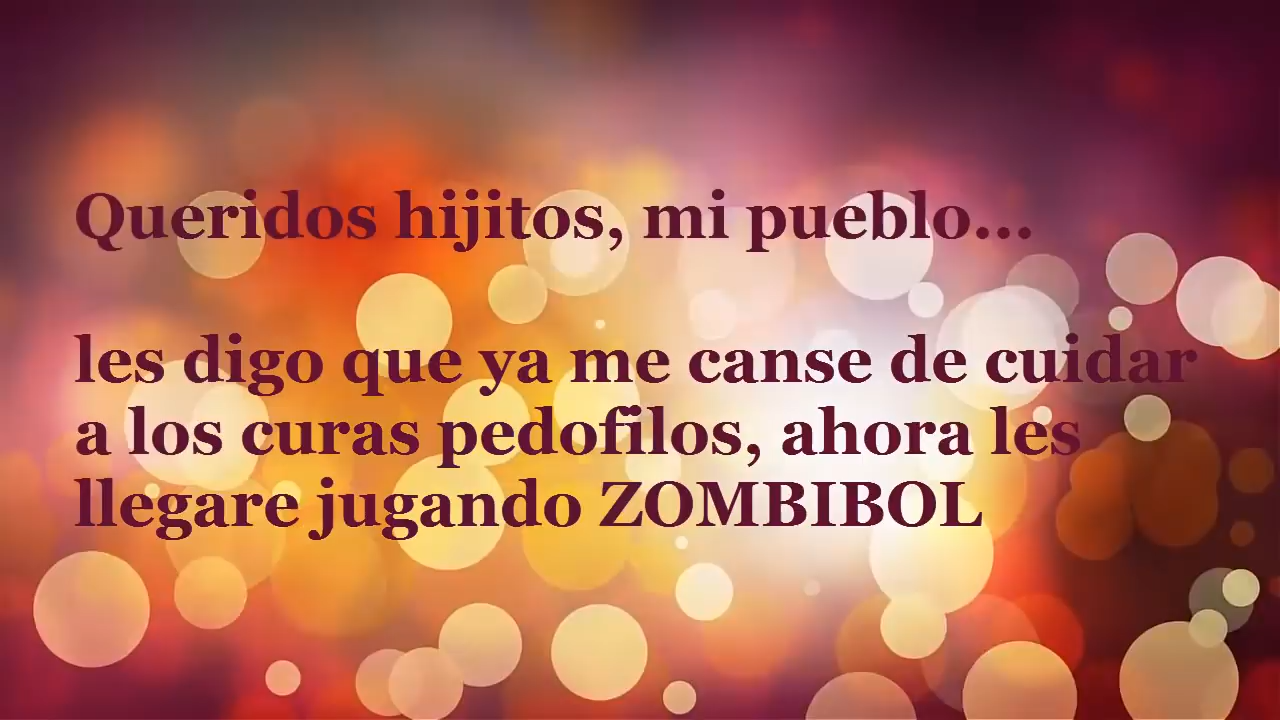 Queridos hijitos, mi pueblo...
les digo que ya me canse de cuidar
a los curas pedofilos, ahora les
llegare jugando ZOMBIBOL